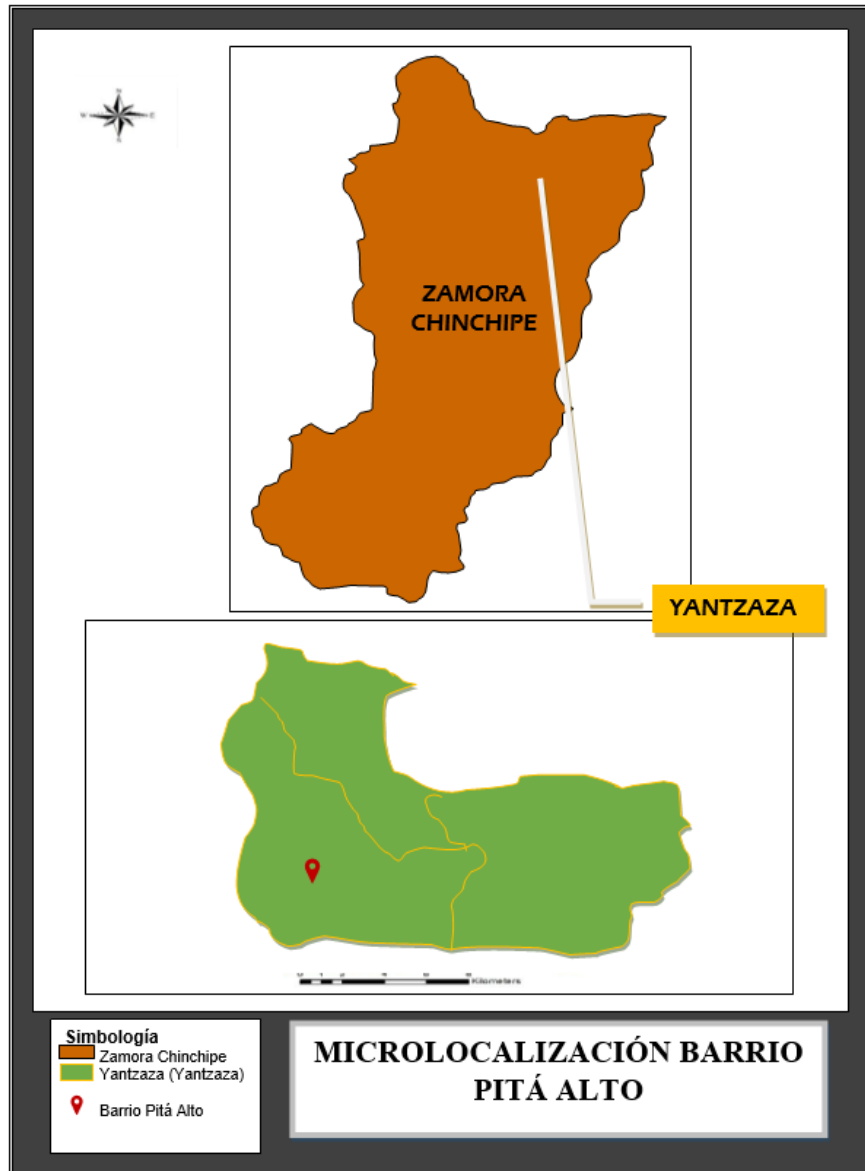 N
W
E
S
ZAMORA
CHINCHIPE
YANTZAZA
Kilometers
Simbología
Zamora Chinchipe
Yantzaza (Yantzaza)
Barrio Pitá Alto
MICROLOCALIZACIÓN BARRIO
PITÁ ALTO